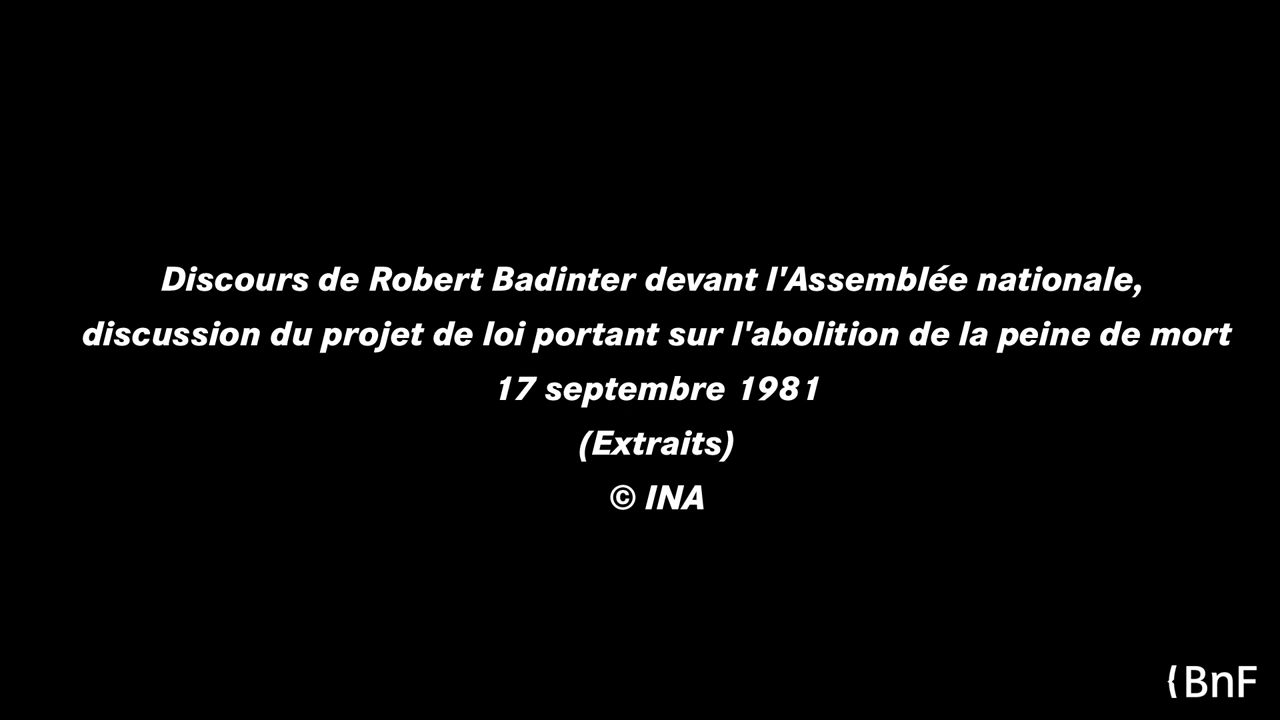 Discours de Robert Badinter devant l'Assemblée nationale,
discussion du projet de loi portant sur l'abolition de la peine de mort
17 septembre 1981
(Extraits)
© INA
{BnF